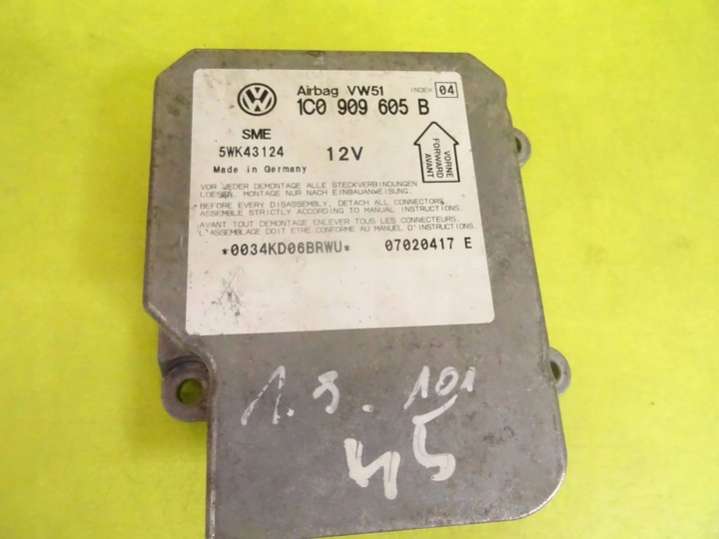 Airbag VW51 INDEX 04
1C0 909 605 B
SME
5WK43124 12V
Made in Germany
VORNE
FORWARD
AVANT
VOR JEDER DEMONTAGE ALLE STECKVERBINDUNGEN
LOESEN. MONTAGE NUR NACH EINBAUANWEISUNG.
BEFORE EVERY DISASSEMBLY, DETACH ALL CONNECTORS
ASSEMBLE STRICTLY ACCORDING TO MANUAL INSTRUCTIONS.
AVANT TOUT DEMONTAGE ENLEVER TOUS LES CONNECTEURS.
L'ASSEMBLAGE DOIT ETRE CONFORME AU MANUEL D'INSTRUCTIONS.
*0034KD06BRWU* 07020417 E
1.9. 101
45